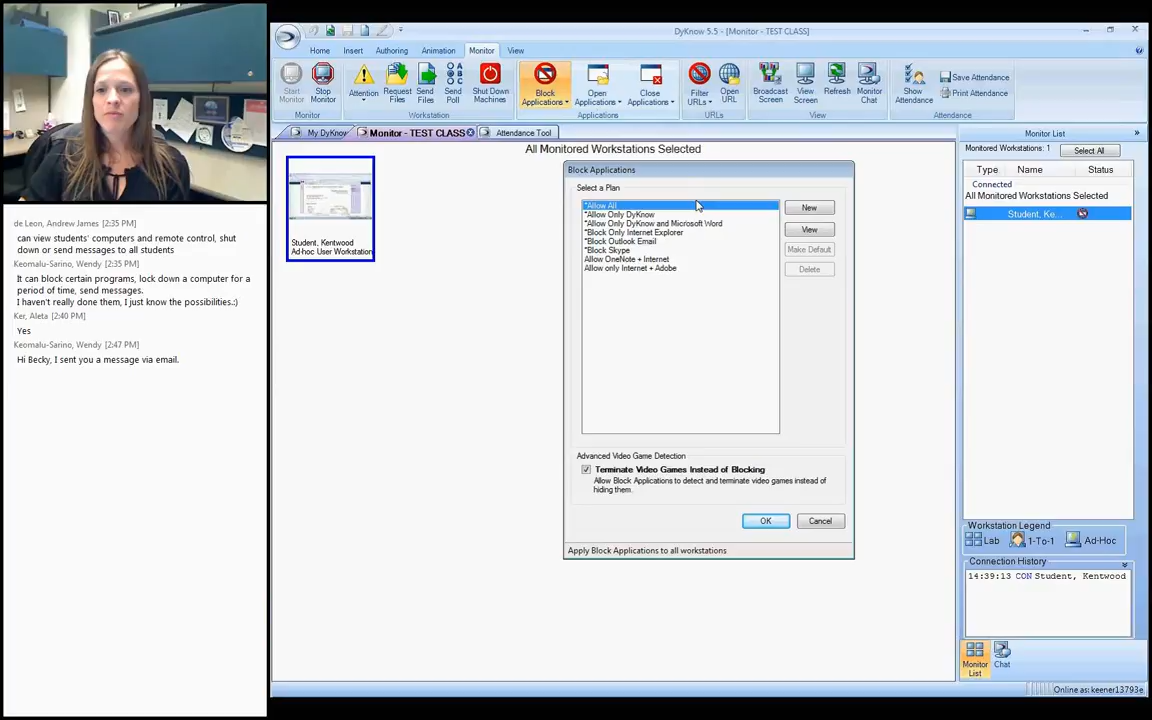 DyKnow 5.5 - [Monitor - TEST CLASS]
Home Insert Authoring Animation Monitor View
Start Monitor
Stop Monitor
Monitor
Attention
Request Files
Send Files
Send Poll
Shut Down Machines
Workstation
Block Applications
Open Applications
Close Applications
Applications
Filter URLs
Open URL
URLs
Broadcast Screen
View Screen
Refresh
Monitor Chat
View
Show Attendance
Save Attendance
Print Attendance
Attendance
My DyKnow Monitor - TEST CLASS Attendance Tool
Monitor List
All Monitored Workstations Selected
Monitored Workstations: 1 Select All
Type Name Status
Connected
All Monitored Workstations Selected
Student, Ke...
Student, Kentwood
Ad-hoc User Workstation
Block Applications
Select a Plan
*Allow All
*Allow Only DyKnow
*Allow Only DyKnow and Microsoft Word
*Block Only Internet Explorer
*Block Outlook Email
*Block Skype
Allow OneNote + Internet
Allow only Internet + Adobe
New
View
Make Default
Delete
Advanced Video Game Detection
Terminate Video Games Instead of Blocking
Allow Block Applications to detect and terminate video games instead of
hiding them.
OK Cancel
Apply Block Applications to all workstations
de Leon, Andrew James [2:35 PM]
can view students' computers and remote control, shut
down or send messages to all students
Keomalu-Sarino, Wendy [2:35 PM]
It can block certain programs, lock down a computer for a
period of time, send messages.
I haven't really done them, I just know the possibilities.:)
Ker, Aleta [2:40 PM]
Yes
Keomalu-Sarino, Wendy [2:47 PM]
Hi Becky, I sent you a message via email.
Workstation Legend
Lab 1-To-1 Ad-Hoc
Connection History
14:39:13 CON Student, Kentwood
Monitor List
Chat
Online as: keener13793e